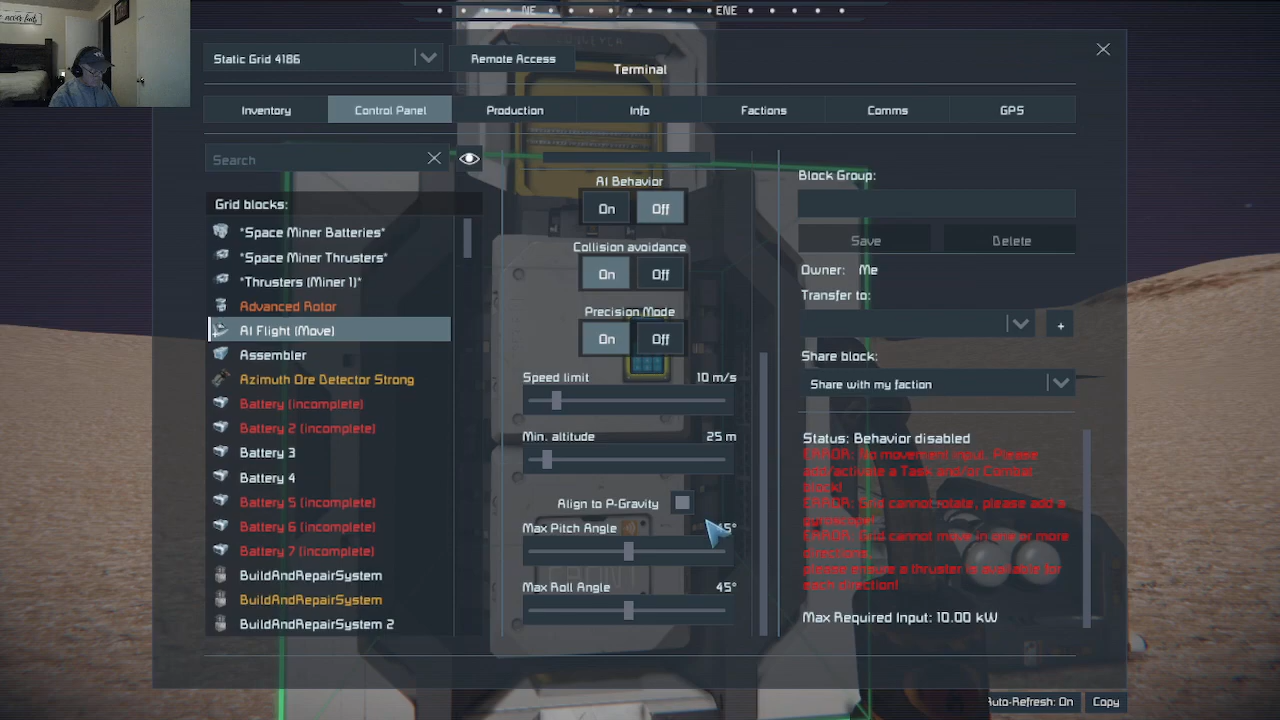 NE
ENE
Static Grid 4186
Remote Access
Terminal
Inventory
Control Panel
Production
Info
Factions
Comms
GPS
Search
Grid blocks:
*Space Miner Batteries*
*Space Miner Thrusters*
*Thrusters (Miner 1)*
Advanced Rotor
AI Flight (Move)
Assembler
Azimuth Ore Detector Strong
Battery (incomplete)
Battery 2 (incomplete)
Battery 3
Battery 4
Battery 5 (incomplete)
Battery 6 (incomplete)
Battery 7 (incomplete)
BuildAndRepairSystem
BuildAndRepairSystem
BuildAndRepairSystem 2
AI Behavior
On Off
Collision avoidance
On Off
Precision Mode
On Off
Speed limit 10 m/s
Min. altitude 25 m
Align to P-Gravity
Max Pitch Angle 45°
Max Roll Angle 45°
Block Group:
Save Delete
Owner: Me
Transfer to:
+
Share block:
Share with my faction
Status: Behavior disabled
ERROR: No movement input. Please
add/activate a Task and/or Combat
block!
ERROR: Grid cannot rotate, please add a
gyroscope!
ERROR: Grid cannot move in one or more
directions,
please ensure a thruster is available for
each direction!
Max Required Input: 10.00 kW
Auto-Refresh: On
Copy